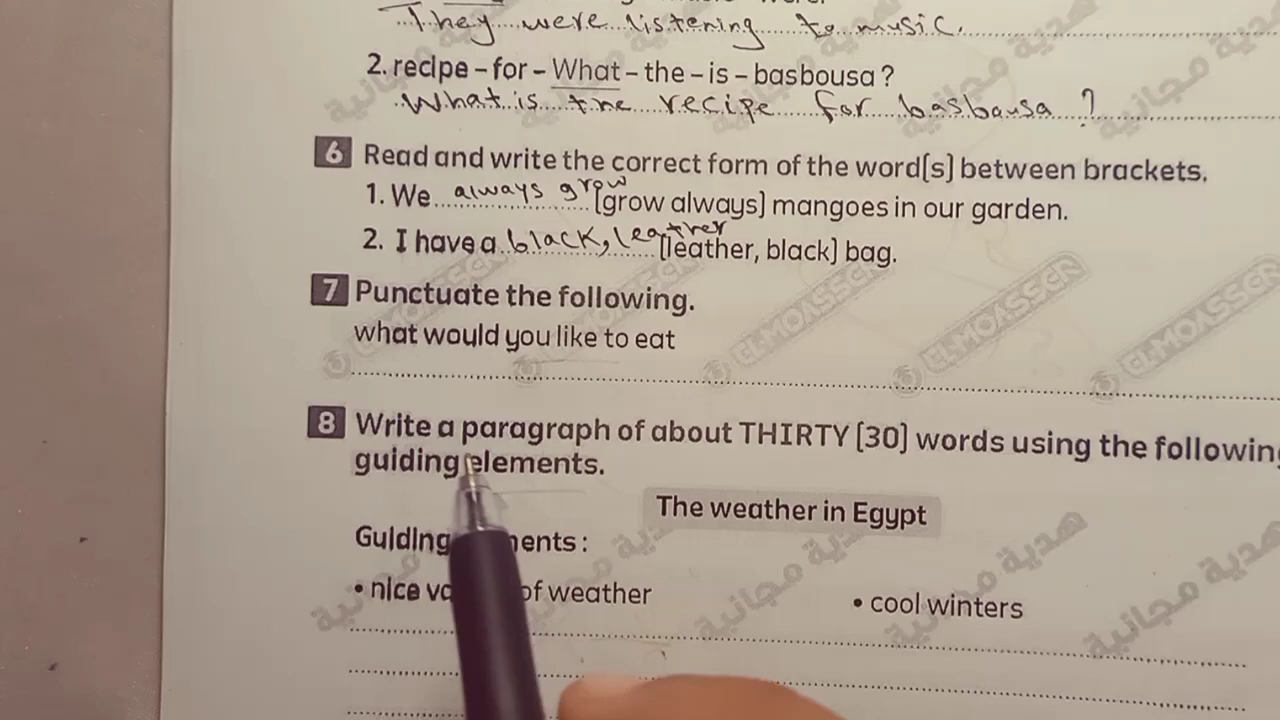 They were listening to music.
2. recipe – for – What – the – is – basbousa ?
What is the recipe for basbousa ?
6 Read and write the correct form of the word[s] between brackets.
1. We always grow [grow always] mangoes in our garden.
2. I have a black, leather [leather, black] bag.
7 Punctuate the following.
what would you like to eat
8 Write a paragraph of about THIRTY [30] words using the following
guiding elements.
The weather in Egypt
Guiding :
• nice of weather
• cool winters
هدية مجانية
ELMOASSER